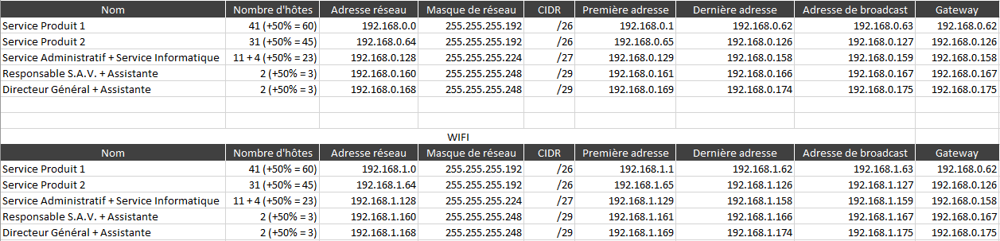 Nom Nombre d'hôtes Adresse réseau Masque de réseau CIDR Première adresse Dernière adresse Adresse de broadcast Gateway
Service Produit 1 41 (+50% = 60) 192.168.0.0 255.255.255.192 /26 192.168.0.1 192.168.0.62 192.168.0.63 192.168.0.62
Service Produit 2 31 (+50% = 45) 192.168.0.64 255.255.255.192 /26 192.168.0.65 192.168.0.126 192.168.0.127 192.168.0.126
Service Administratif + Service Informatique 11 + 4 (+50% = 23) 192.168.0.128 255.255.255.224 /27 192.168.0.129 192.168.0.158 192.168.0.159 192.168.0.158
Responsable S.A.V. + Assistante 2 (+50% = 3) 192.168.0.160 255.255.255.248 /29 192.168.0.161 192.168.0.166 192.168.0.167 192.168.0.167
Directeur Général + Assistante 2 (+50% = 3) 192.168.0.168 255.255.255.248 /29 192.168.0.169 192.168.0.174 192.168.0.175 192.168.0.175
WIFI
Nom Nombre d'hôtes Adresse réseau Masque de réseau CIDR Première adresse Dernière adresse Adresse de broadcast Gateway
Service Produit 1 41 (+50% = 60) 192.168.1.0 255.255.255.192 /26 192.168.1.1 192.168.1.62 192.168.1.63 192.168.0.62
Service Produit 2 31 (+50% = 45) 192.168.1.64 255.255.255.192 /26 192.168.1.65 192.168.1.126 192.168.1.127 192.168.0.126
Service Administratif + Service Informatique 11 + 4 (+50% = 23) 192.168.1.128 255.255.255.224 /27 192.168.1.129 192.168.1.158 192.168.1.159 192.168.0.158
Responsable S.A.V. + Assistante 2 (+50% = 3) 192.168.1.160 255.255.255.248 /29 192.168.1.161 192.168.1.166 192.168.1.167 192.168.0.167
Directeur Général + Assistante 2 (+50% = 3) 192.168.1.168 255.255.255.248 /29 192.168.1.169 192.168.1.174 192.168.1.175 192.168.0.175